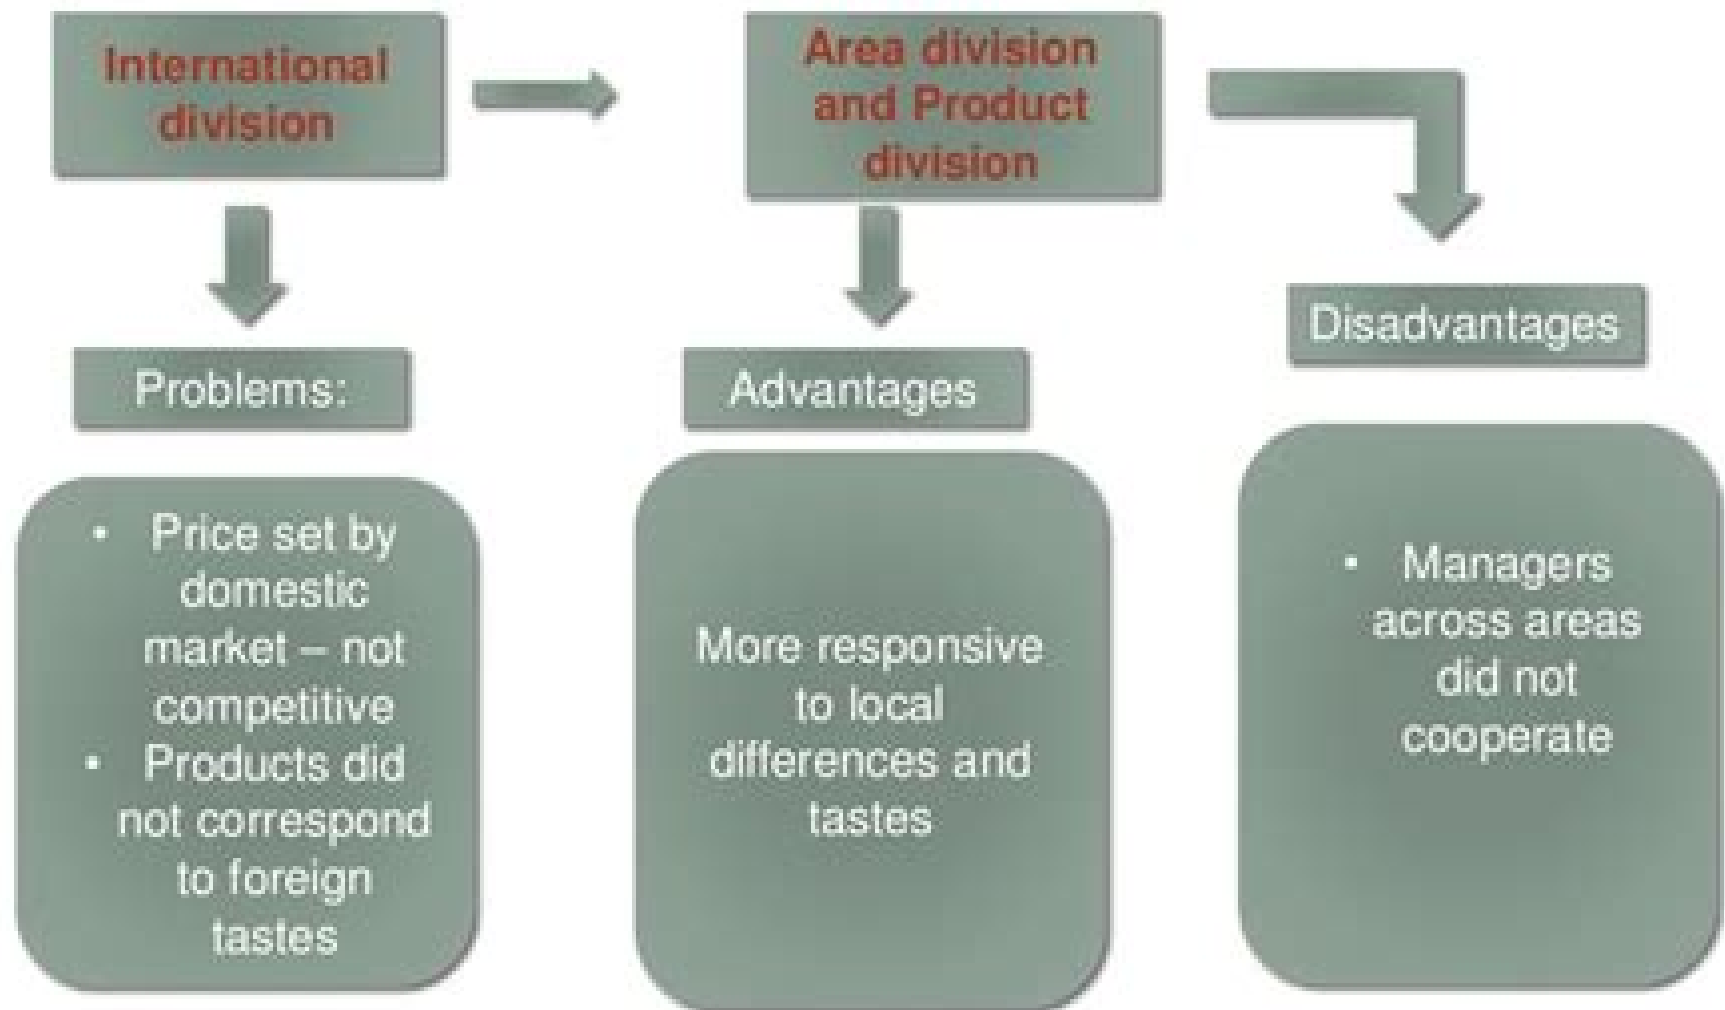 International
division
Area division
and Product
division
Problems:
• Price set by
domestic
market – not
competitive
• Products did
not correspond
to foreign
tastes
Advantages
More responsive
to local
differences and
tastes
Disadvantages
• Managers
across areas
did not
cooperate